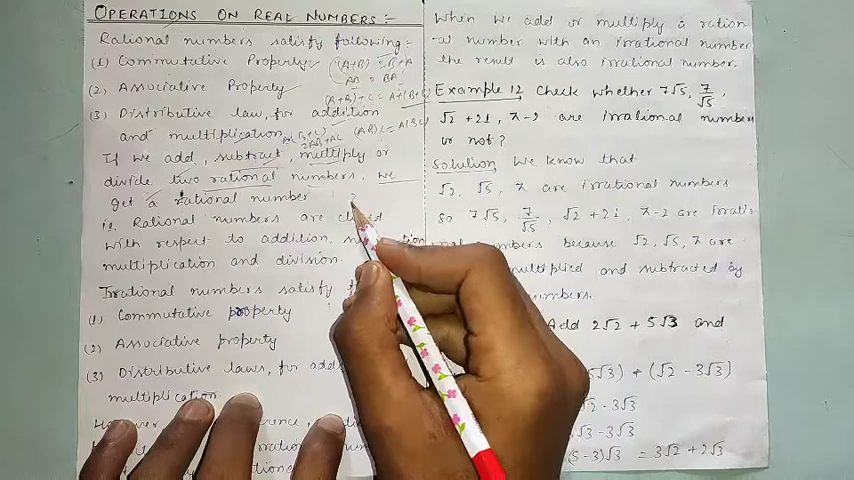 OPERATIONS ON REAL NUMBERS :-
Rational numbers satisfy following:-
(1) Commutative Property (A+B) = B+A
AB = BA
(2) Associative Property
(A+B)+C = A+(B+C)
(3) Distributive law, for addition
and multiplication (AB)C = A(BC)
If we add, subtract, multiply or
divide two rational numbers, we
get a rational number
ie. Rational numbers are closed
with respect to addition,
multiplication and division.
Irrational numbers satisfy
(1) Commutative property
(2) Associative property
(3) Distributive laws, for
multiplication.
However
When we add or multiply a ration-
al number with an irrational number
the result is also irrational number.
Example 12 Check whether 7√5, 7/√5,
√2 + 21, π-2 are irrational numbers
or not?
Solution, We know that
√2, √5, π are irrational numbers
so 7√5, 7/√5, √2 + 21, π-2 are irratio-
numbers because √2, √5, π are
multiplied and subtracted by
numbers.
Add 2√2 + 5√3 and
5√3) + (√2 - 3√3)
√2 - 3√3
√3 - 3√3
(5-3)√3 = 3√2 + 2√3